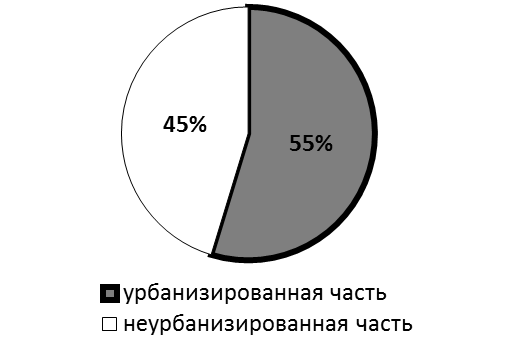 45%
55%
урбанизированная часть
неурбанизированная часть